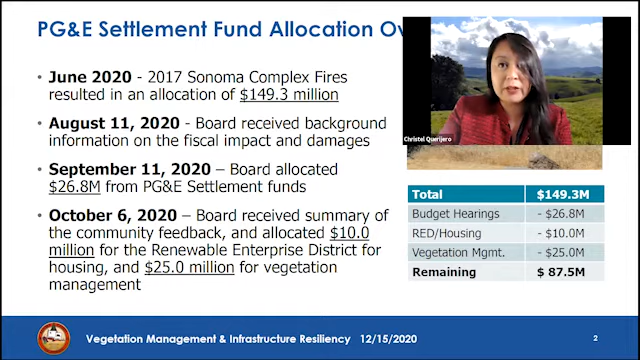 PG&E Settlement Fund Allocation Ov
• June 2020 - 2017 Sonoma Complex Fires
resulted in an allocation of $149.3 million
• August 11, 2020 - Board received background
information on the fiscal impact and damages
• September 11, 2020 – Board allocated
$26.8M from PG&E Settlement funds
• October 6, 2020 – Board received summary
of the community feedback, and allocated $10.0
million for the Renewable Enterprise District for
housing, and $25.0 million for vegetation
management
Christel Querijero
Total $149.3M
Budget Hearings - $26.8M
RED/Housing - $10.0M
Vegetation Mgmt. - $25.0M
Remaining $ 87.5M
Vegetation Management & Infrastructure Resiliency 12/15/2020
2